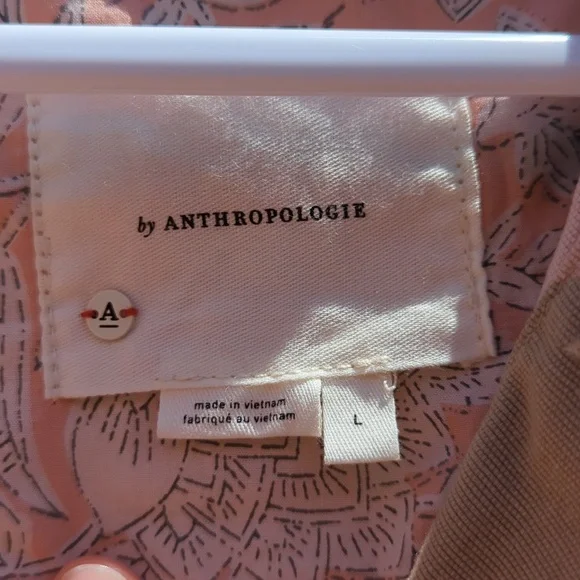 by ANTHROPOLOGIE
A
made in vietnam
fabriqué au vietnam
L